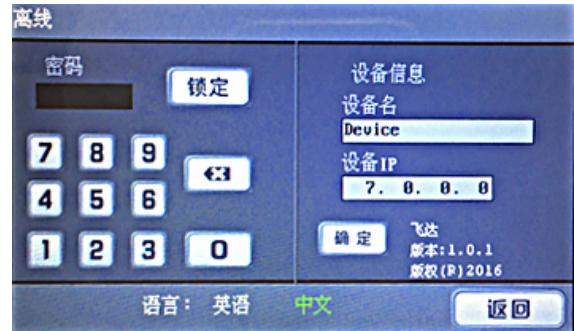 离线
密码
锁定
7 8 9
4 5 6
1 2 3 0
设备信息
设备名
Device
设备IP
7. 0. 0. 0
确定
飞达
版本:1.0.1
版权(R)2016
语言: 英语 中文
返回